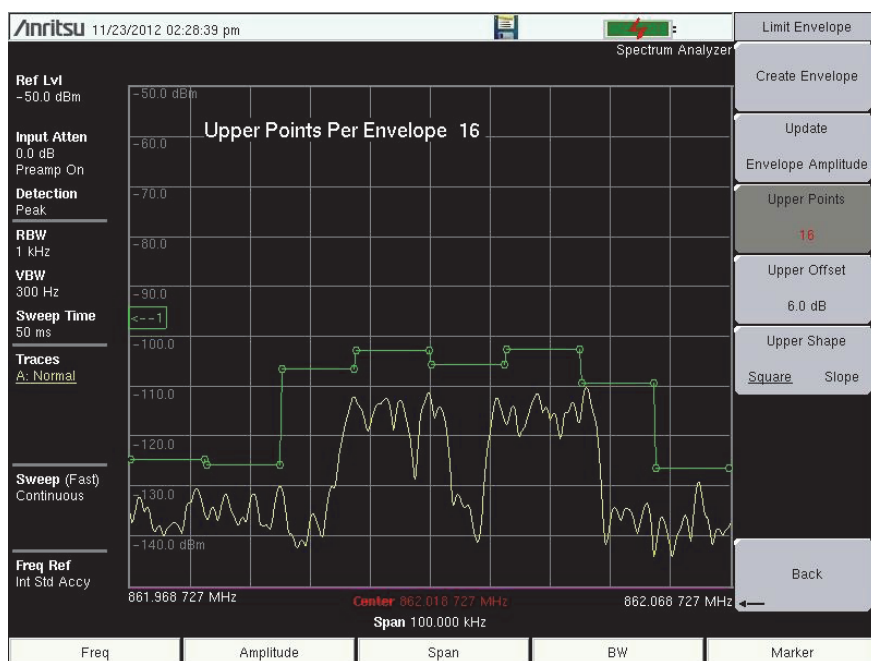 Anritsu 11/23/2012 02:28:39 pm
Spectrum Analyzer
Ref Lvl
-50.0 dBm
Input Atten
0.0 dB
Preamp On
Detection
Peak
RBW
1 kHz
VBW
300 Hz
Sweep Time
50 ms
Traces
A: Normal
Sweep (Fast)
Continuous
Freq Ref
Int Std Accy
-50.0 dBm
Upper Points Per Envelope 16
-60.0
-70.0
-80.0
-90.0
<--1
-100.0
-110.0
-120.0
-130.0
-140.0 dBm
861.968 727 MHz
Center 862.018 727 MHz
862.068 727 MHz
Span 100.000 kHz
Limit Envelope
Create Envelope
Update
Envelope Amplitude
Upper Points
16
Upper Offset
6.0 dB
Upper Shape
Square Slope
Back
Freq Amplitude Span BW Marker